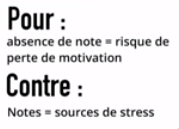 Pour :
absence de note = risque de
perte de motivation
Contre :
Notes = sources de stress